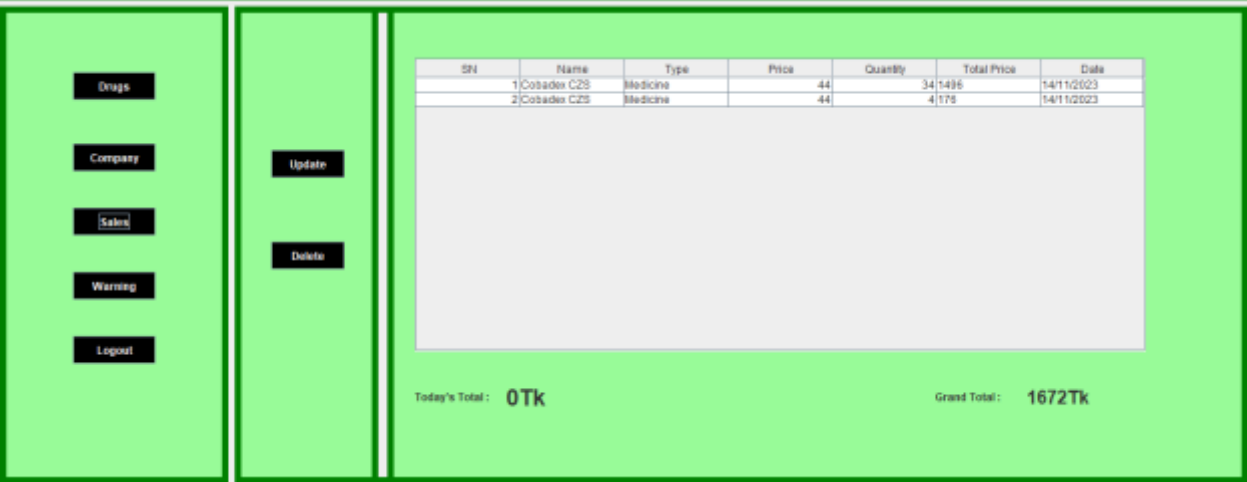 Drugs
Company
Sales
Warning
Logout
Update
Delete
SN Name Type Price Quantity Total Price Date
1 Cobadex CZS Medicine 44 34 1496 14/11/2023
2 Cobadex CZS Medicine 44 4 176 14/11/2023
Today's Total : 0Tk
Grand Total : 1672Tk